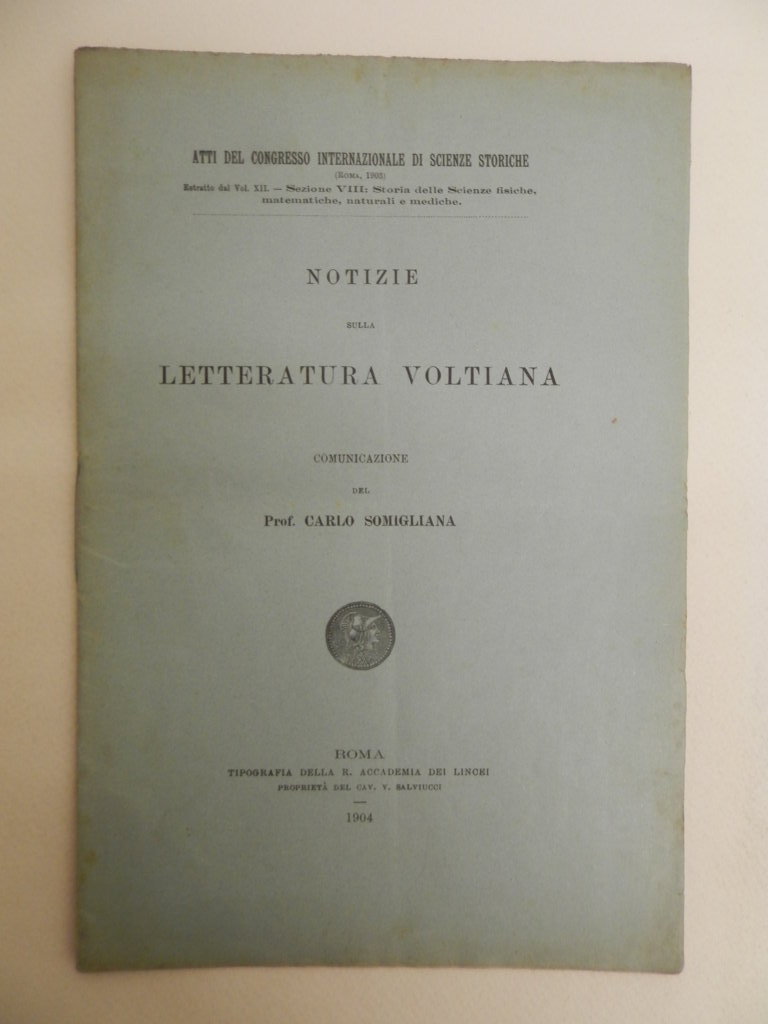 ATTI DEL CONGRESSO INTERNAZIONALE DI SCIENZE STORICHE
(ROMA, 1903)
Estratto dal Vol. XII. — Sezione VIII: Storia delle Scienze fisiche,
matematiche, naturali e mediche.
NOTIZIE
SULLA
LETTERATURA VOLTIANA
COMUNICAZIONE
DEL
Prof. CARLO SOMIGLIANA
ROMA
TIPOGRAFIA DELLA R. ACCADEMIA DEI LINCEI
PROPRIETÀ DEL CAV. V. SALVIUCCI
—
1904